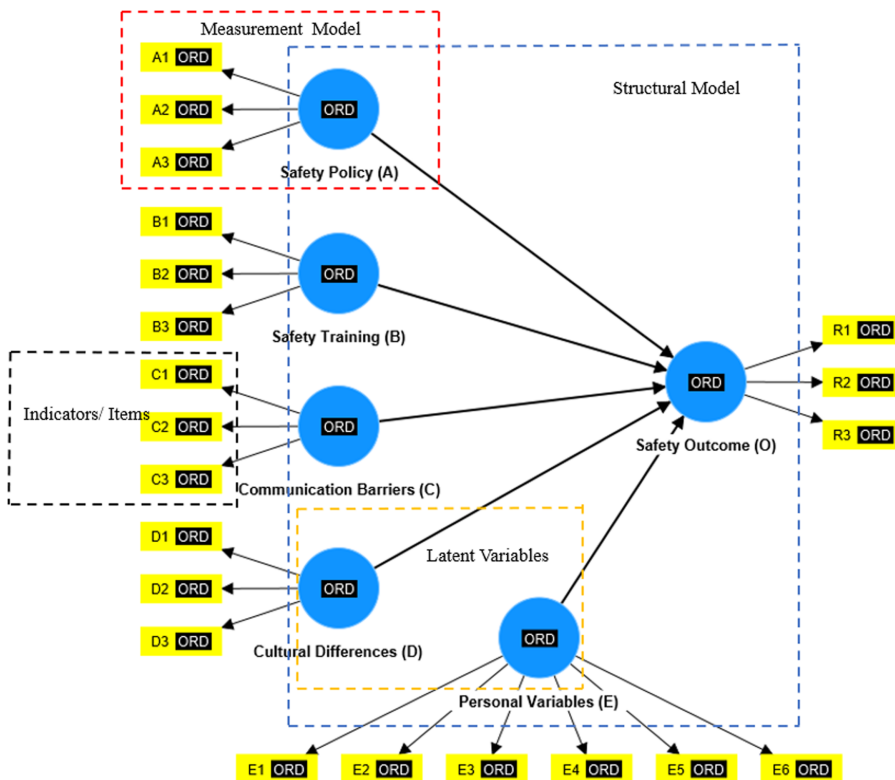 Measurement Model
A1 ORD
A2 ORD
A3 ORD
ORD
Safety Policy (A)
Structural Model
B1 ORD
B2 ORD
B3 ORD
ORD
Safety Training (B)
Indicators/ Items
C1 ORD
C2 ORD
C3 ORD
ORD
Communication Barriers (C)
ORD
Safety Outcome (O)
R1 ORD
R2 ORD
R3 ORD
D1 ORD
D2 ORD
D3 ORD
ORD
Cultural Differences (D)
Latent Variables
ORD
Personal Variables (E)
E1 ORD
E2 ORD
E3 ORD
E4 ORD
E5 ORD
E6 ORD